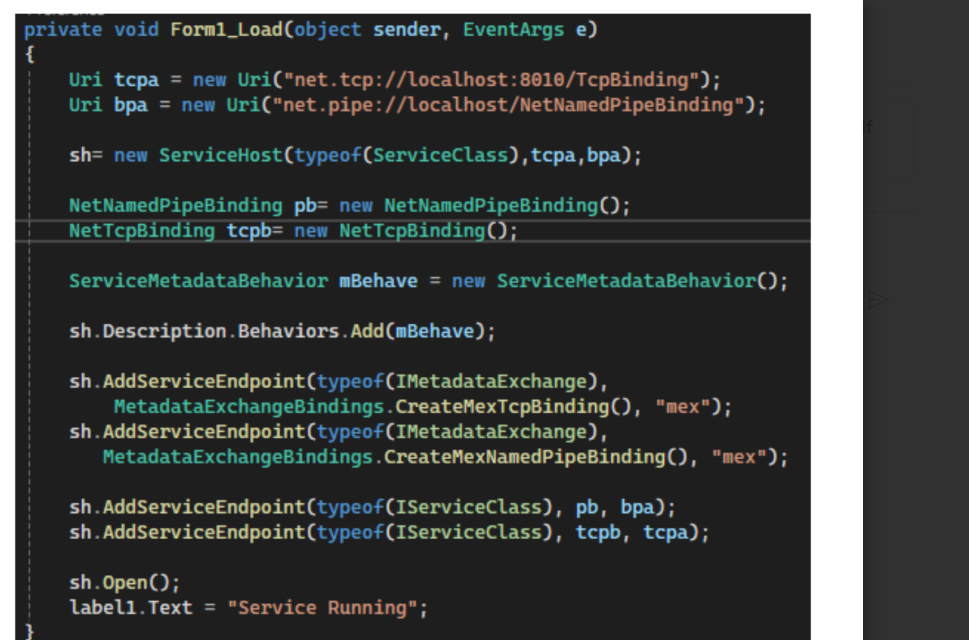 private void Form1_Load(object sender, EventArgs e)
{
Uri tcpa = new Uri("net.tcp://localhost:8010/TcpBinding");
Uri bpa = new Uri("net.pipe://localhost/NetNamedPipeBinding");
sh= new ServiceHost(typeof(ServiceClass),tcpa,bpa);
NetNamedPipeBinding pb= new NetNamedPipeBinding();
NetTcpBinding tcpb= new NetTcpBinding();
ServiceMetadataBehavior mBehave = new ServiceMetadataBehavior();
sh.Description.Behaviors.Add(mBehave);
sh.AddServiceEndpoint(typeof(IMetadataExchange),
MetadataExchangeBindings.CreateMexTcpBinding(), "mex");
sh.AddServiceEndpoint(typeof(IMetadataExchange),
MetadataExchangeBindings.CreateMexNamedPipeBinding(), "mex");
sh.AddServiceEndpoint(typeof(IServiceClass), pb, bpa);
sh.AddServiceEndpoint(typeof(IServiceClass), tcpb, tcpa);
sh.Open();
label1.Text = "Service Running";
}